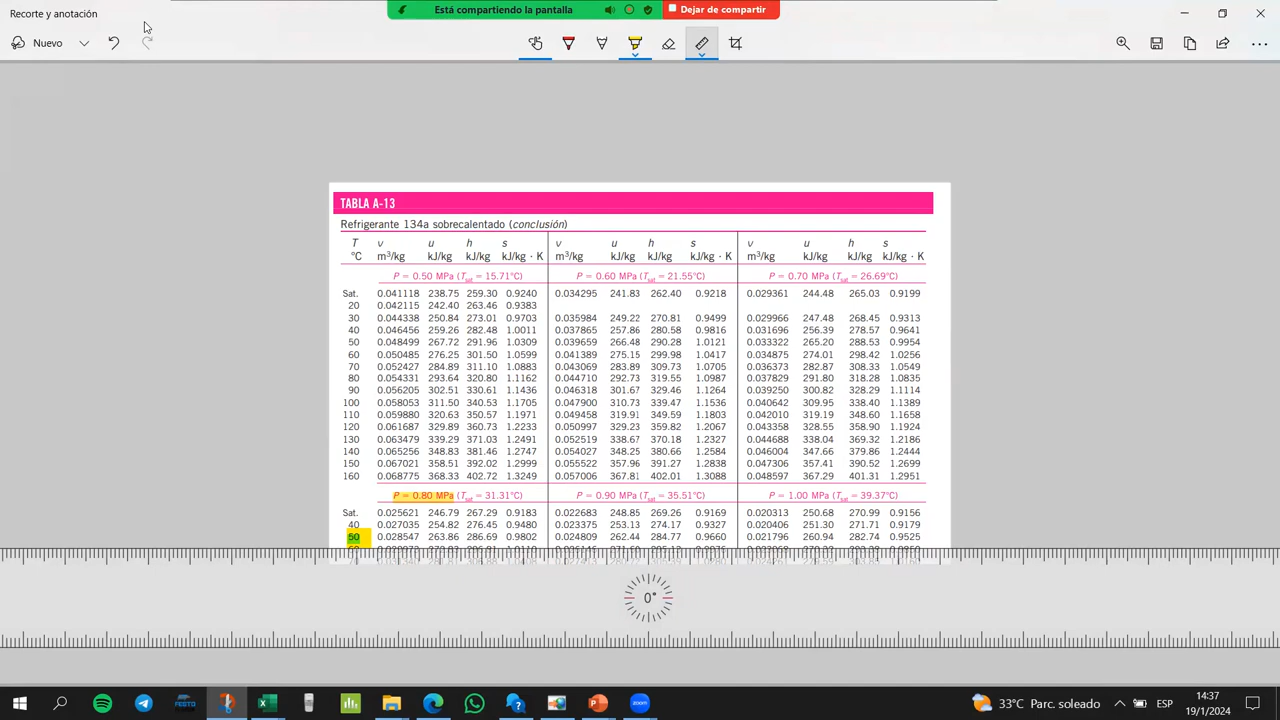 Recorte y anotación
Está compartiendo la pantalla
Dejar de compartir
Nuevo
TABLA A-13
Refrigerante 134a sobrecalentado (conclusión)
T v u h s v u h s v u h s
°C m³/kg kJ/kg kJ/kg kJ/kg · K m³/kg kJ/kg kJ/kg kJ/kg · K m³/kg kJ/kg kJ/kg kJ/kg · K
P = 0.50 MPa (Tsat = 15.71°C) P = 0.60 MPa (Tsat = 21.55°C) P = 0.70 MPa (Tsat = 26.69°C)
Sat. 0.041118 238.75 259.30 0.9240 0.034295 241.83 262.40 0.9218 0.029361 244.48 265.03 0.9199
20 0.042115 242.40 263.46 0.9383
30 0.044338 250.84 273.01 0.9703 0.035984 249.22 270.81 0.9499 0.029966 247.48 268.45 0.9313
40 0.046456 259.26 282.48 1.0011 0.037865 257.86 280.58 0.9816 0.031696 256.39 278.57 0.9641
50 0.048499 267.72 291.96 1.0309 0.039659 266.48 290.28 1.0121 0.033322 265.20 288.53 0.9954
60 0.050485 276.25 301.50 1.0599 0.041389 275.15 299.98 1.0417 0.034875 274.01 298.42 1.0256
70 0.052427 284.89 311.10 1.0883 0.043069 283.89 309.73 1.0705 0.036373 282.87 308.33 1.0549
80 0.054331 293.64 320.80 1.1162 0.044710 292.73 319.55 1.0987 0.037829 291.80 318.28 1.0835
90 0.056205 302.51 330.61 1.1436 0.046318 301.67 329.46 1.1264 0.039250 300.82 328.29 1.1114
100 0.058053 311.50 340.53 1.1705 0.047900 310.73 339.47 1.1536 0.040642 309.95 338.40 1.1389
110 0.059880 320.63 350.57 1.1971 0.049458 319.91 349.59 1.1803 0.042010 319.19 348.60 1.1658
120 0.061687 329.89 360.73 1.2233 0.050997 329.23 359.82 1.2067 0.043358 328.55 358.90 1.1924
130 0.063479 339.29 371.03 1.2491 0.052519 338.67 370.18 1.2327 0.044688 338.04 369.32 1.2186
140 0.065256 348.83 381.46 1.2747 0.054027 348.25 380.66 1.2584 0.046004 347.66 379.86 1.2444
150 0.067021 358.51 392.02 1.2999 0.055522 357.96 391.27 1.2838 0.047306 357.41 390.52 1.2699
160 0.068775 368.33 402.72 1.3249 0.057006 367.81 402.01 1.3088 0.048597 367.29 401.31 1.2951
P = 0.80 MPa (Tsat = 31.31°C) P = 0.90 MPa (Tsat = 35.51°C) P = 1.00 MPa (Tsat = 39.37°C)
Sat. 0.025621 246.79 267.29 0.9183 0.022683 248.85 269.26 0.9169 0.020313 250.68 270.99 0.9156
40 0.027035 254.82 276.45 0.9480 0.023375 253.13 274.17 0.9327 0.020406 251.30 271.71 0.9179
50 0.028547 263.86 286.69 0.9802 0.024809 262.44 284.77 0.9660 0.021796 260.94 282.74 0.9525
0°
FESTO
zoom
33°C Parc. soleado
ESP
14:37
19/1/2024